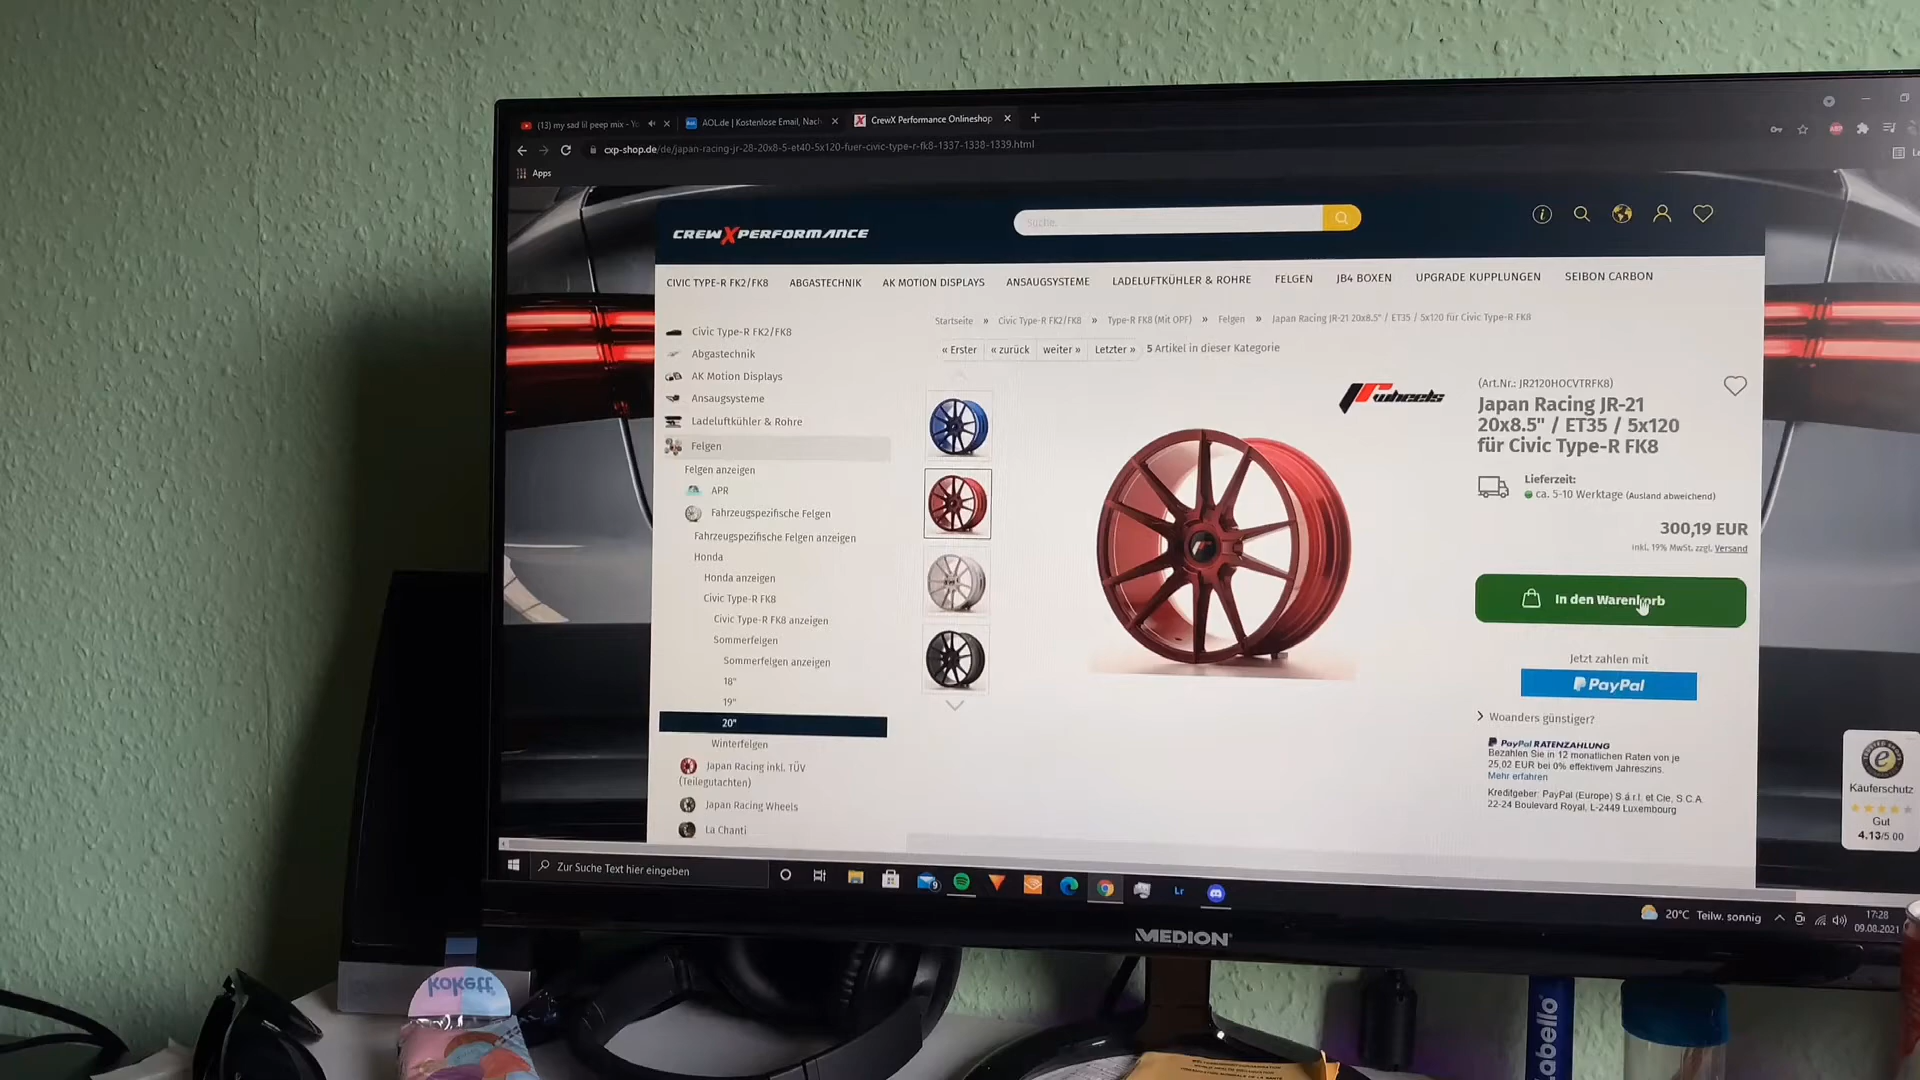 (13) my sad lil peep mix - Yo
AOL.de | Kostenlose Email, Nach
CrewX Performance Onlineshop
cxp-shop.de/de/japan-racing-jr-28-20x8-5-et40-5x120-fuer-civic-type-r-fk8-1337-1338-1339.html
Apps
CREWXPERFORMANCE
Suche...
CIVIC TYPE-R FK2/FK8
ABGASTECHNIK
AK MOTION DISPLAYS
ANSAUGSYSTEME
LADELUFTKÜHLER & ROHRE
FELGEN
JB4 BOXEN
UPGRADE KUPPLUNGEN
SEIBON CARBON
Startseite » Civic Type-R FK2/FK8 » Type-R FK8 (Mit OPF) » Felgen » Japan Racing JR-21 20x8.5" / ET35 / 5x120 für Civic Type-R FK8
« Erster
« zurück
weiter »
Letzter »
5 Artikel in dieser Kategorie
Civic Type-R FK2/FK8
Abgastechnik
AK Motion Displays
Ansaugsysteme
Ladeluftkühler & Rohre
Felgen
Felgen anzeigen
APR
Fahrzeugspezifische Felgen
Fahrzeugspezifische Felgen anzeigen
Honda
Honda anzeigen
Civic Type-R FK8
Civic Type-R FK8 anzeigen
Sommerfelgen
Sommerfelgen anzeigen
18"
19"
20"
Winterfelgen
Japan Racing inkl. TÜV
(Teilegutachten)
Japan Racing Wheels
La Chanti
JR wheels
(Art.Nr.: JR2120HOCVTRFK8)
Japan Racing JR-21
20x8.5" / ET35 / 5x120
für Civic Type-R FK8
Lieferzeit:
ca. 5-10 Werktage (Ausland abweichend)
300,19 EUR
inkl. 19% MwSt. zzgl. Versand
In den Warenkorb
Jetzt zahlen mit
PayPal
Woanders günstiger?
PayPal RATENZAHLUNG
Bezahlen Sie in 12 monatlichen Raten von je
25,02 EUR bei 0% effektivem Jahreszins.
Mehr erfahren
Kreditgeber: PayPal (Europe) S.à.r.l. et Cie, S.C.A.
22-24 Boulevard Royal, L-2449 Luxembourg
Käuferschutz
Gut
4.13/5.00
Zur Suche Text hier eingeben
9
Lr
20°C Teilw. sonnig
17:28
09.08.2021
MEDION
kokett
abello